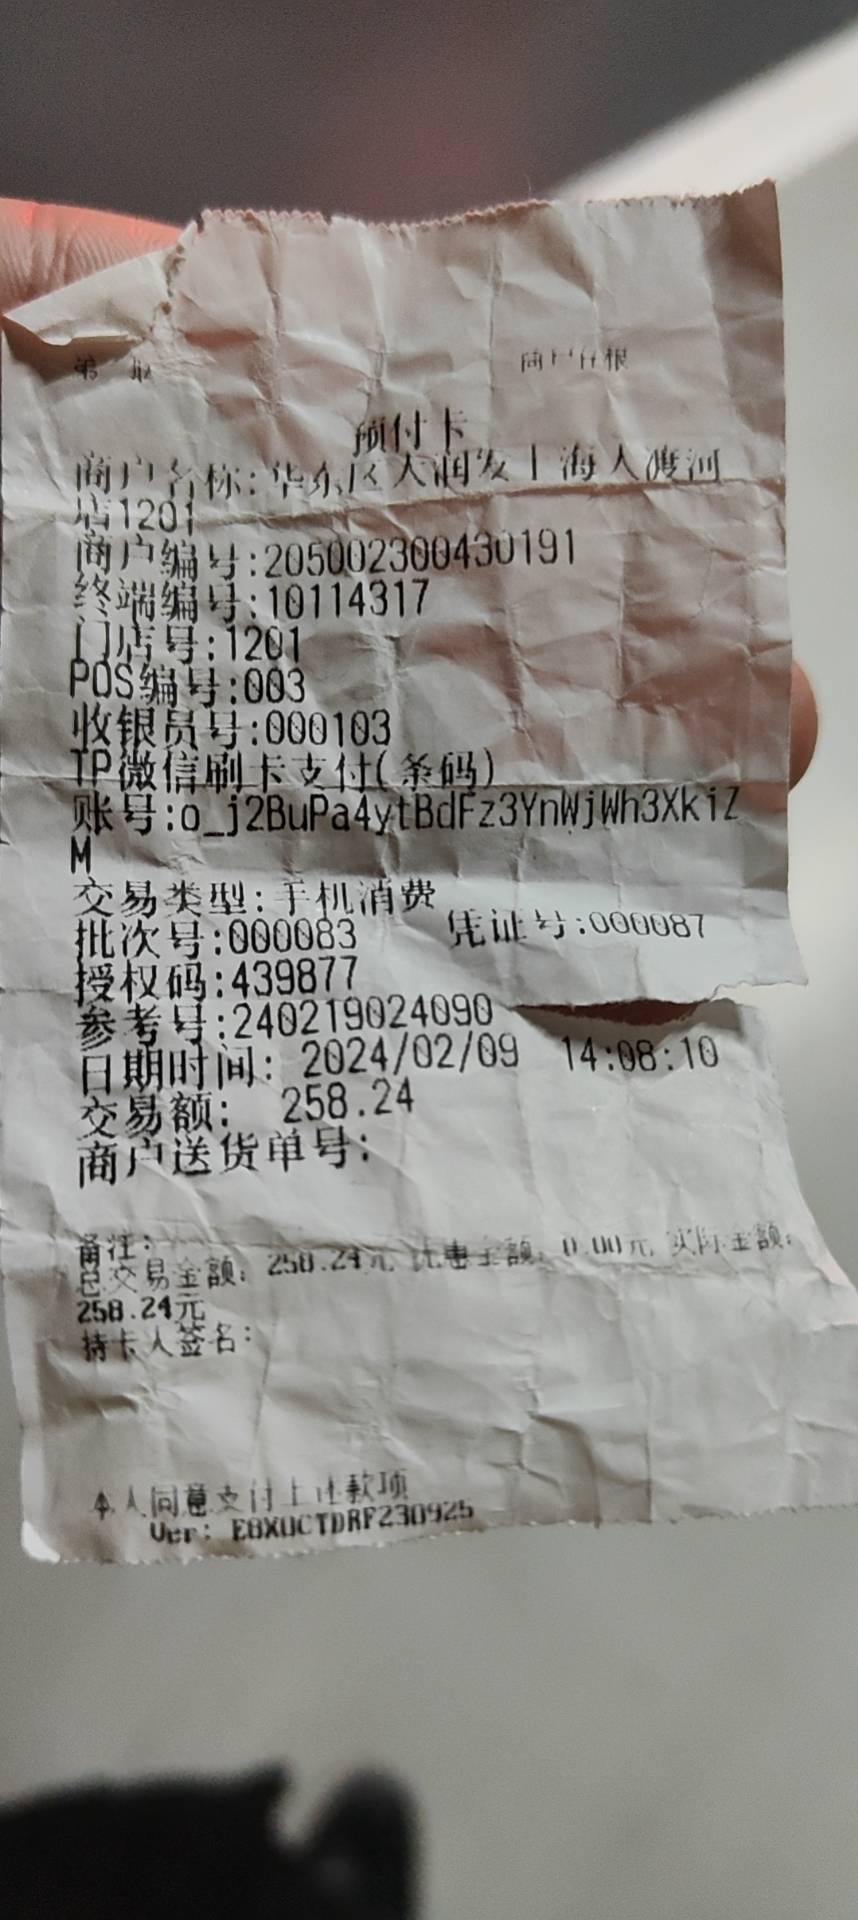 商户存根
预付卡
商户名称:华东区大润发上海大渡河
店1201
商户编号:205002300430191
终端编号:10114317
门店号:1201
POS编号:003
收银员号:000103
TP微信刷卡支付(条码)
账号:o_j2BuPa4ytBdFz3YnWjWh3XkiZ
M
交易类型:手机消费
批次号:000083 凭证号:000087
授权码:439877
参考号:240219024090
日期时间: 2024/02/09 14:08:10
交易额: 258.24
商户送货单号:
备注:
总交易金额: 258.24元 优惠金额: 0.00元 实际金额:
258.24元
持卡人签名:
本人同意支付上述款项
Ver: E8XUCTDRF230925